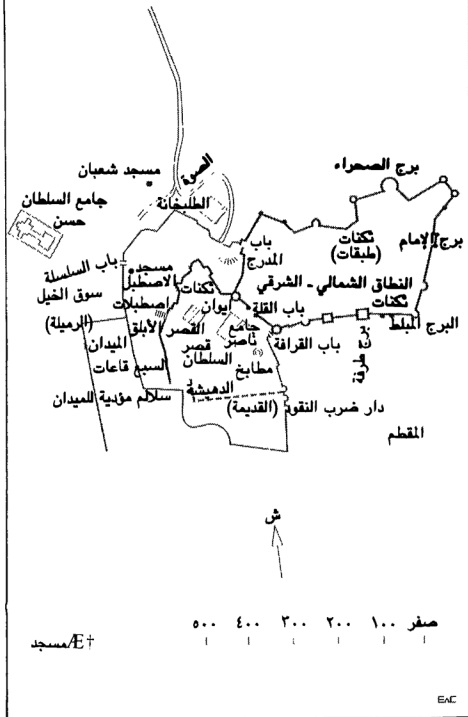 الصوة
مسجد شعبان
برج الصحراء
جامع السلطان
حسن
الطبلخانة
باب
المدرج
ثكنات
(طبقات)
برج الإمام
باب السلسلة
مسجد
الاصطبل
ثكنات
النطاق الشمالي - الشرقي
ثكنات
سوق الخيل
(الرميلة)
اصطبلات
إيوان
باب القلة
البرج المبلط
الميدان
القصر الأبلق
جامع
ناصر
باب القرافة
برج طرفة
قصر
السلطان
السبع قاعات
مطابخ
الدهيشة
سلالم مؤدية للميدان
دار ضرب النقود (القديمة)
المقطم
ش
صفر ١٠٠ ٢٠٠ ٣٠٠ ٤٠٠ ٥٠٠
مسجد/Æ†
EAC